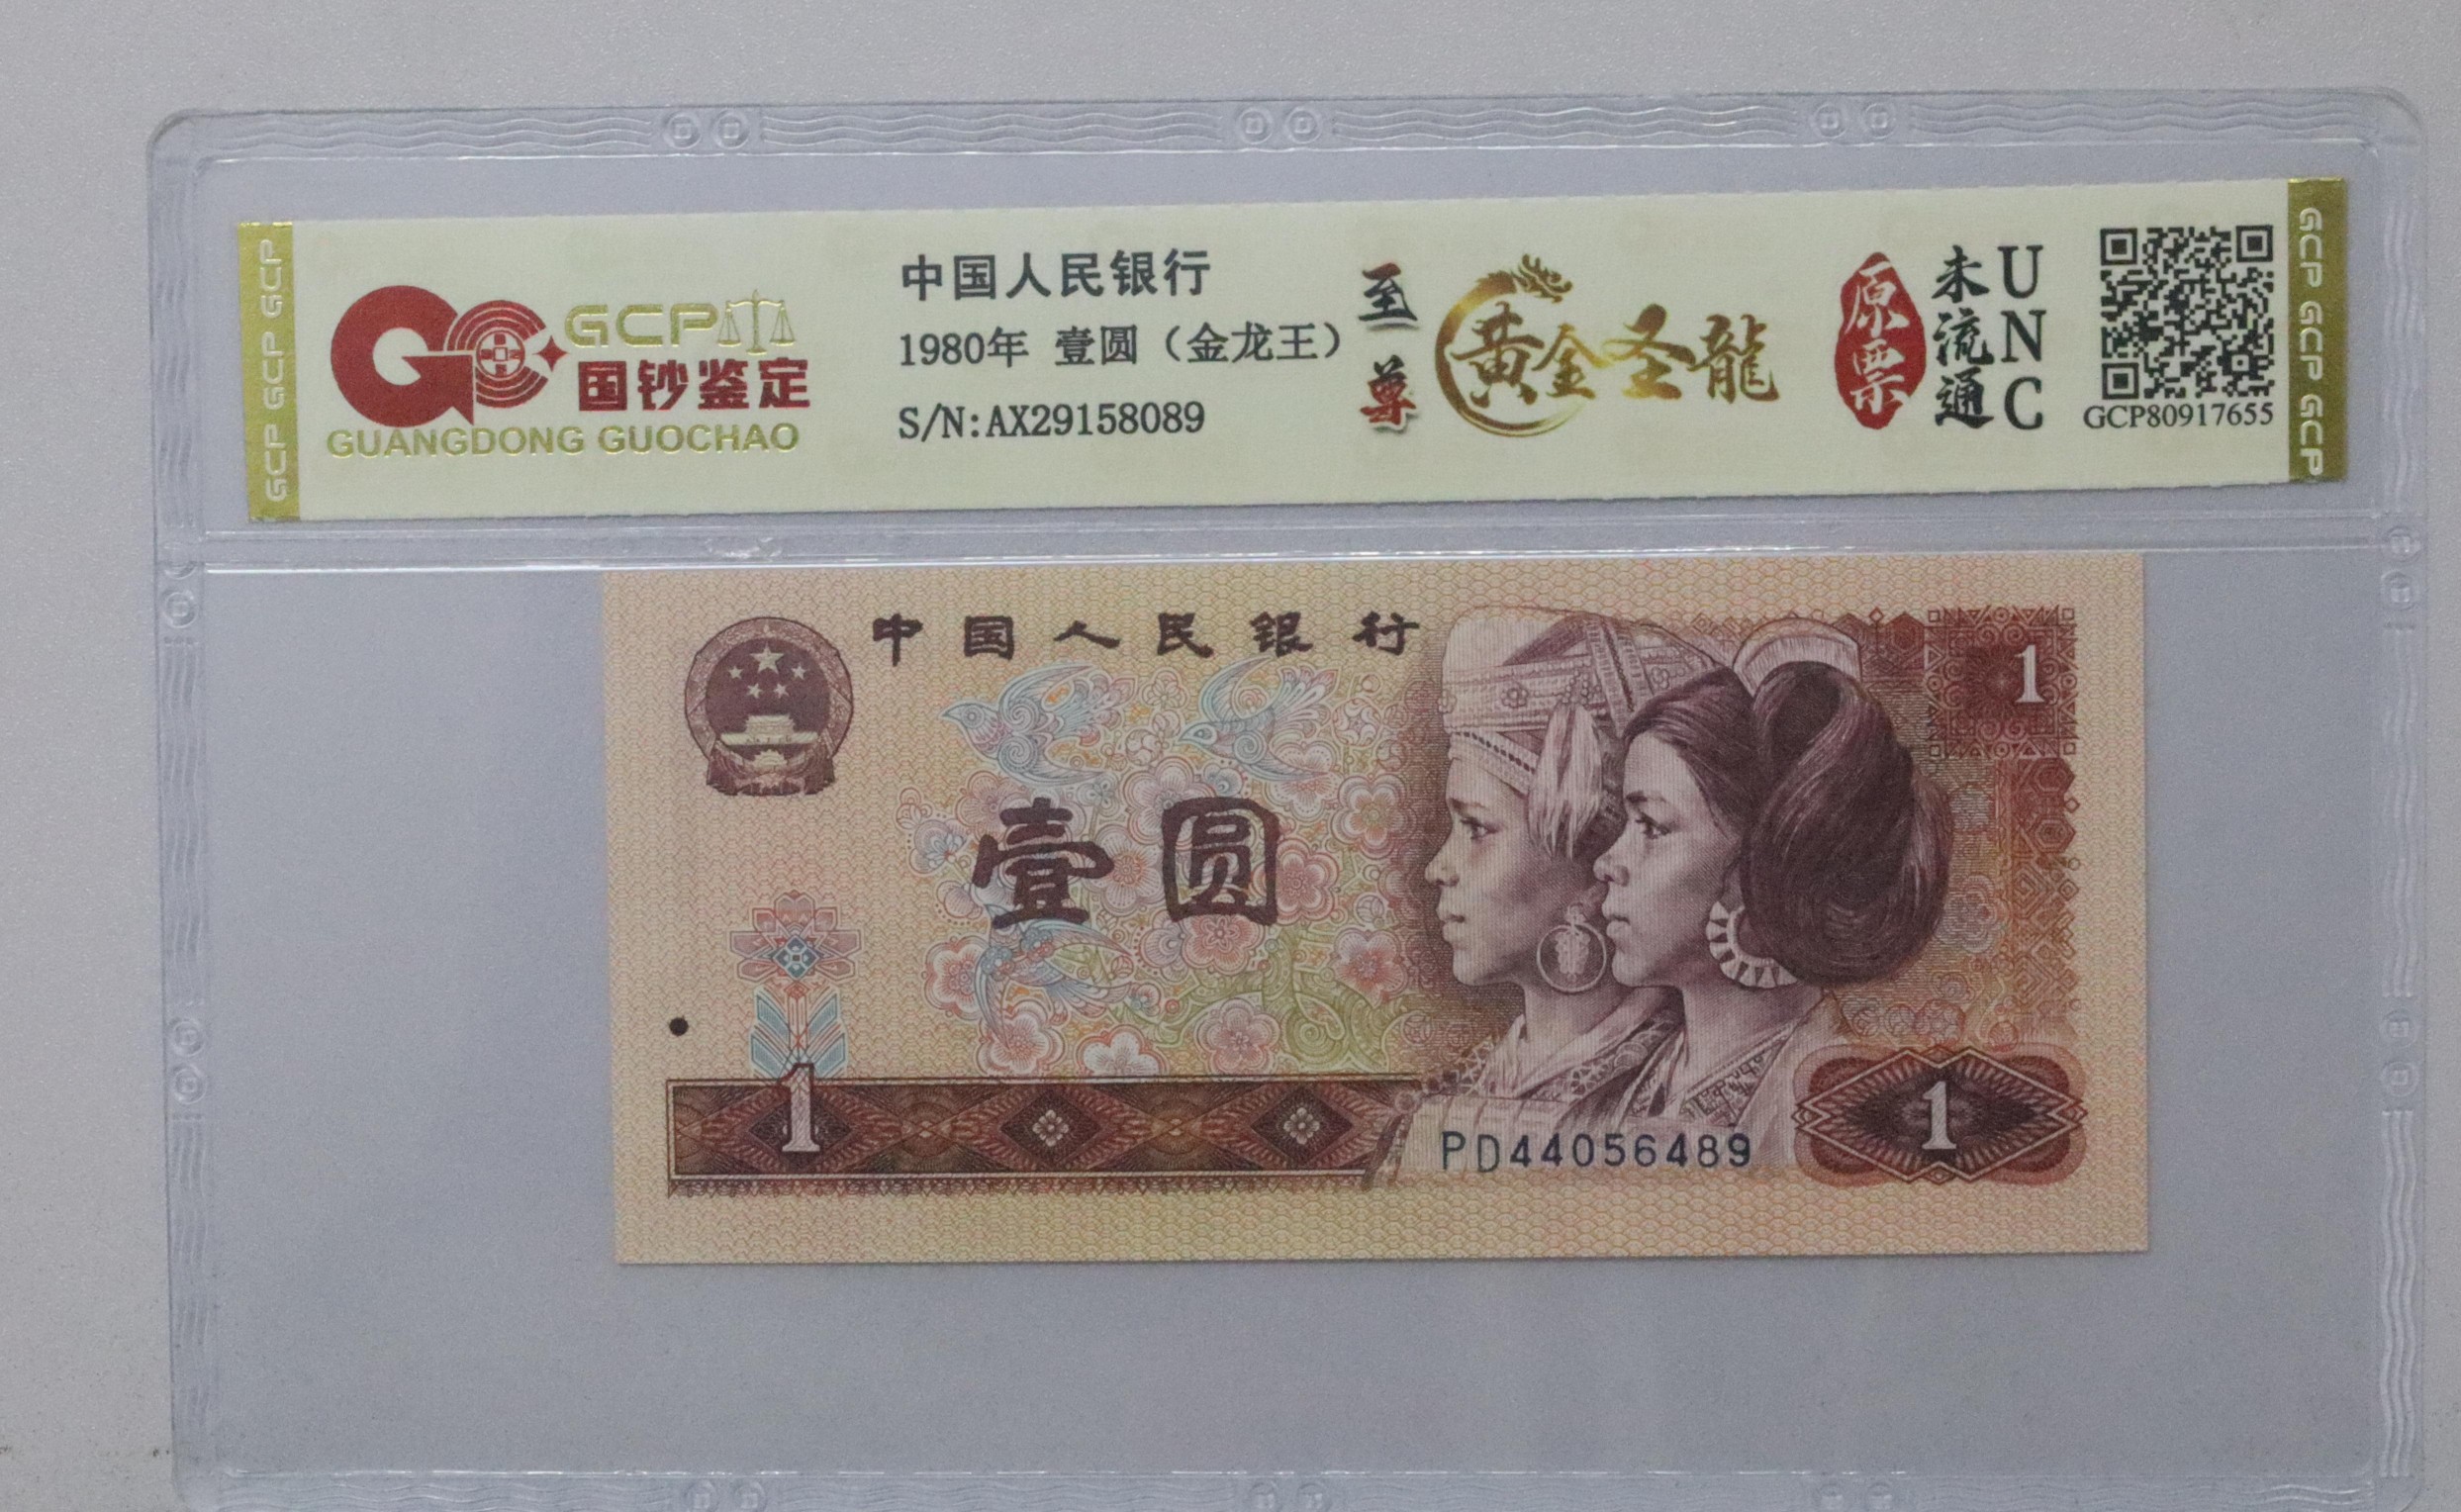 GCP GCP GCP
GCP
国钞鉴定
GUANGDONG GUOCHAO
中国人民银行
1980年 壹圆（金龙王）
S/N:AX29158089
至尊
黄金圣龍
原票
未流通
UNC
GCP80917655
GCP GCP GCP
中国人民银行
1
壹圆
1
1
PD44056489